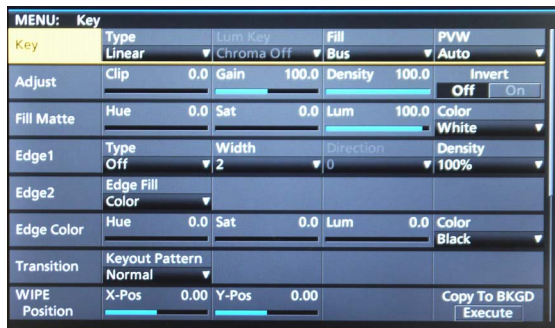 MENU: Key
Key Type Lum Key Fill PVW
Linear Chroma Off Bus Auto
Adjust Clip 0.0 Gain 100.0 Density 100.0 Invert
Off On
Fill Matte Hue 0.0 Sat 0.0 Lum 100.0 Color
White
Edge1 Type Width Direction Density
Off 2 0 100%
Edge2 Edge Fill
Color
Edge Color Hue 0.0 Sat 0.0 Lum 0.0 Color
Black
Transition Keyout Pattern
Normal
WIPE X-Pos 0.00 Y-Pos 0.00 Copy To BKGD
Position Execute